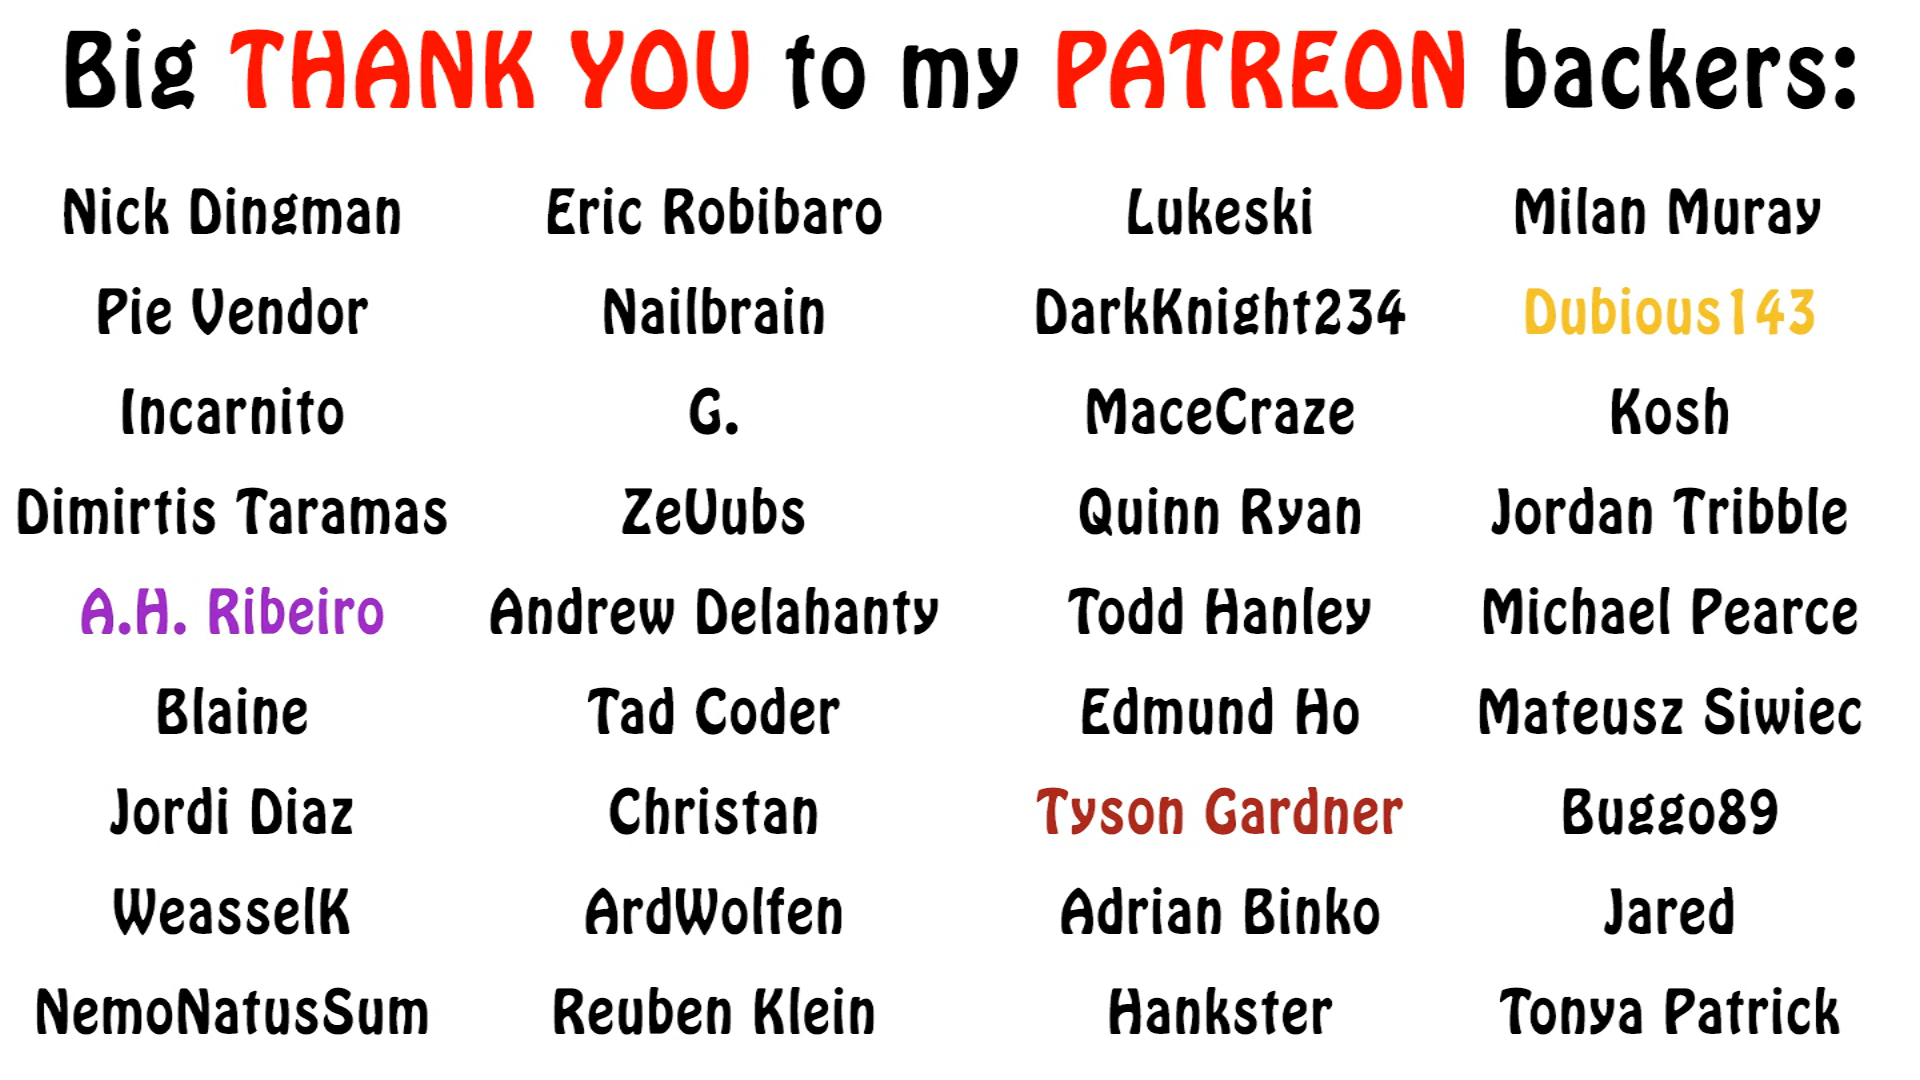 Big THANK YOU to my PATREON backers:
Nick Dingman Eric Robibaro Lukeski Milan Muray
Pie Vendor Nailbrain DarkKnight234 Dubious143
Incarnito G. MaceCraze Kosh
Dimirtis Taramas ZeUubs Quinn Ryan Jordan Tribble
A.H. Ribeiro Andrew Delahanty Todd Hanley Michael Pearce
Blaine Tad Coder Edmund Ho Mateusz Siwiec
Jordi Diaz Christan Tyson Gardner Buggo89
WeasselK ArdWolfen Adrian Binko Jared
NemoNatusSum Reuben Klein Hankster Tonya Patrick